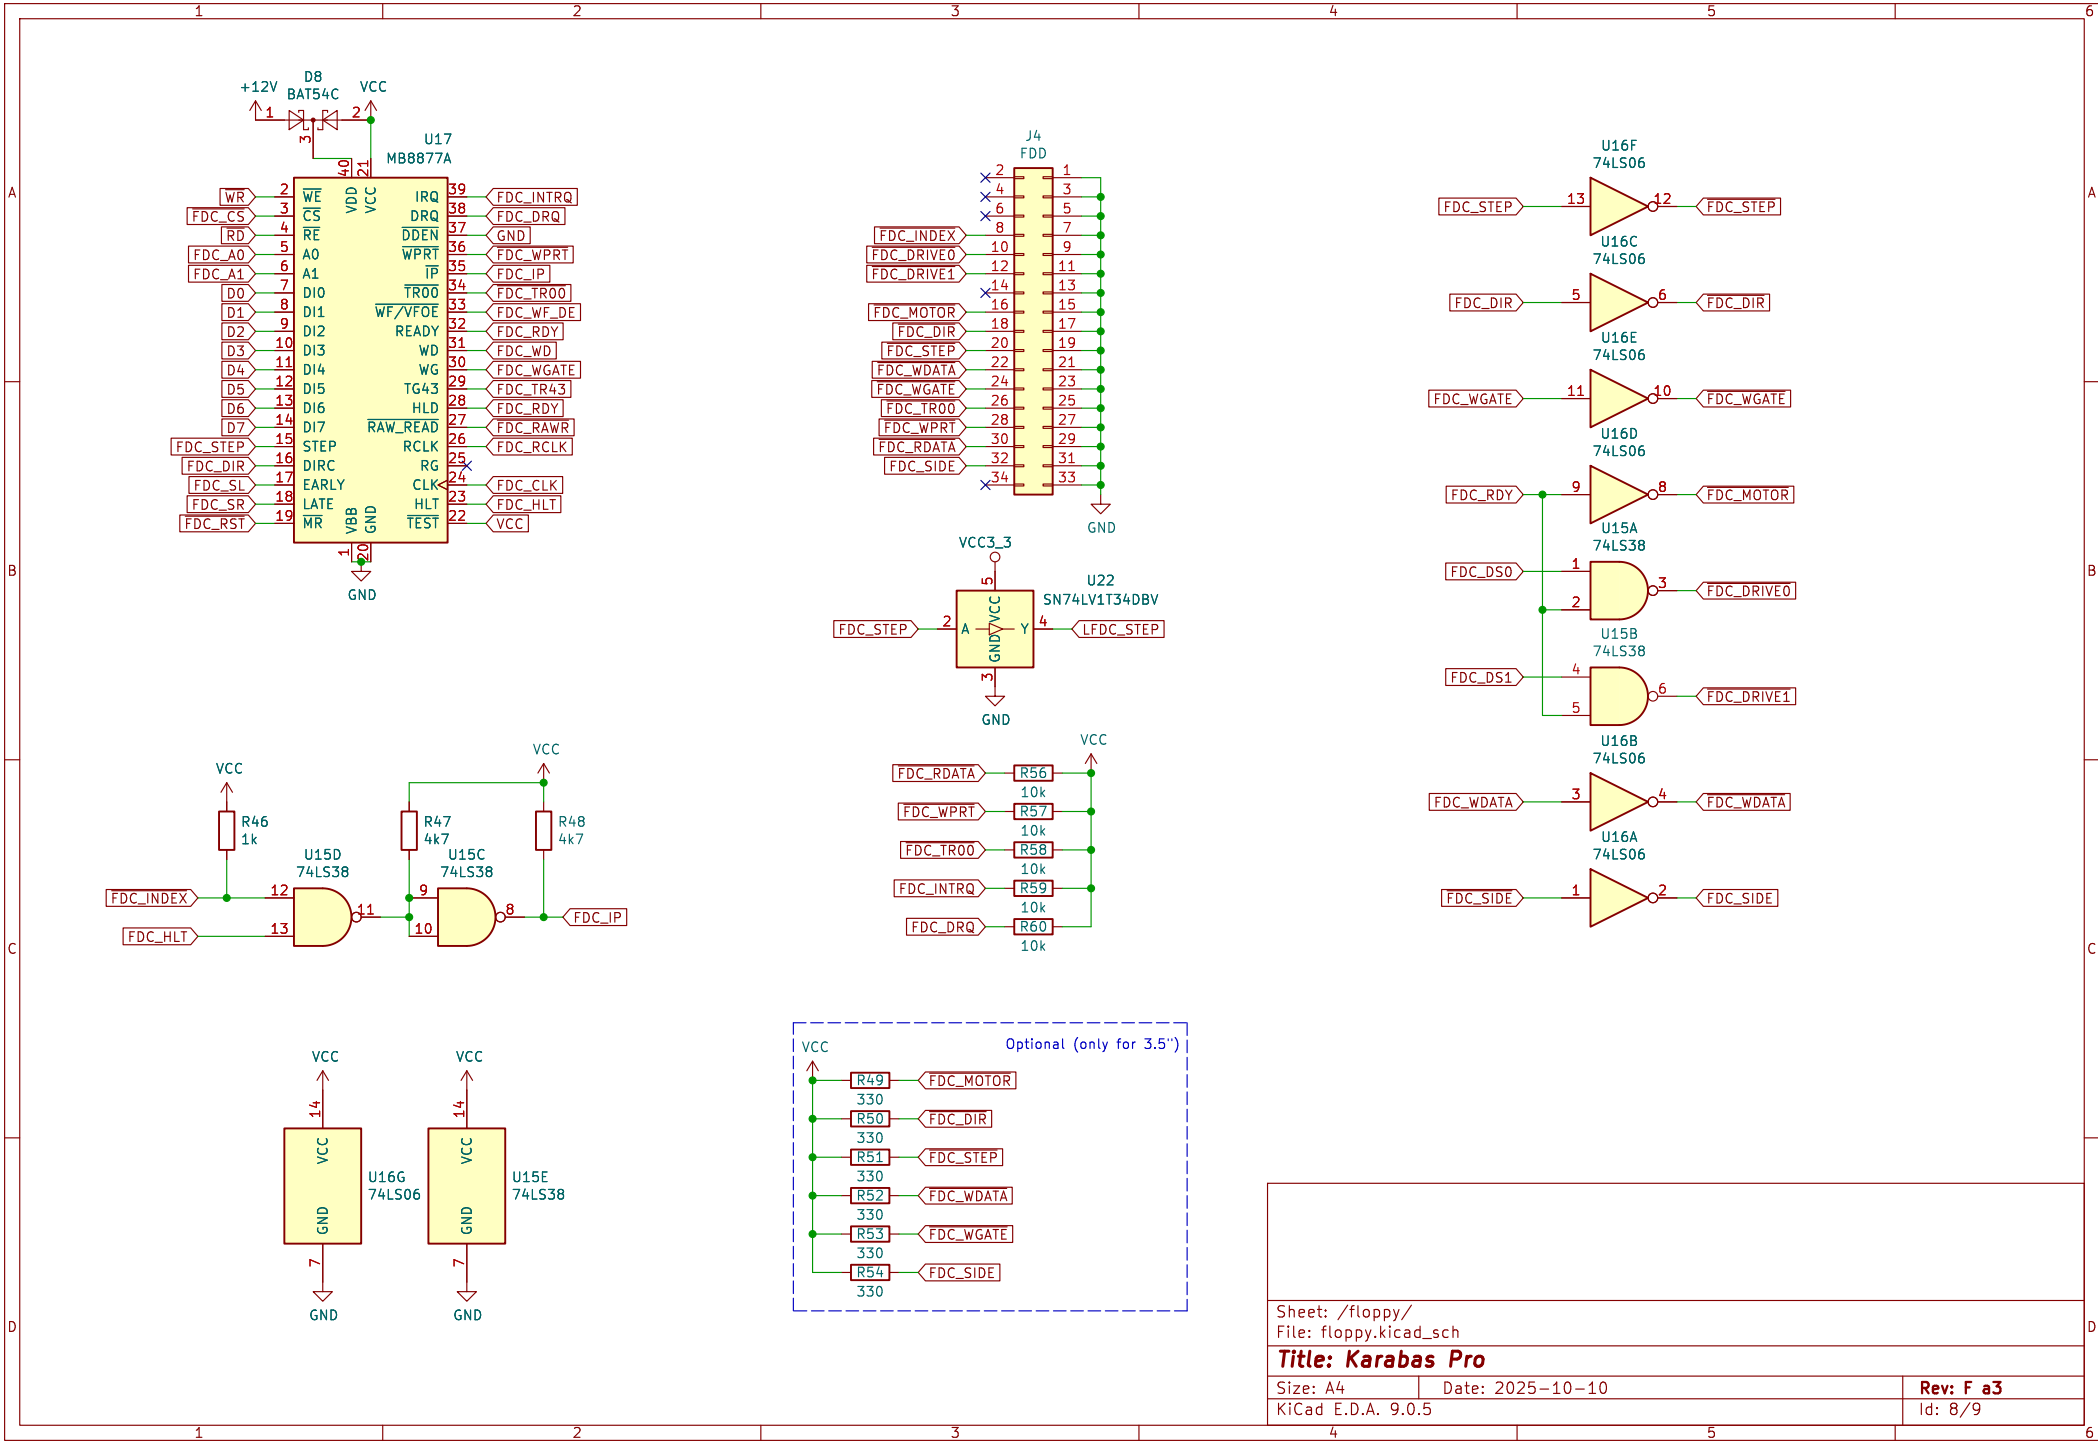 1 2 3 4 5 6
A
B
C
D
+12V
D8
BAT54C
VCC
1
2
3
U17
MB8877A
40
21
VDD
VCC
WR 2 WE
FDC_CS 3 CS
RD 4 RE
FDC_A0 5 A0
FDC_A1 6 A1
D0 7 DI0
D1 8 DI1
D2 9 DI2
D3 10 DI3
D4 11 DI4
D5 12 DI5
D6 13 DI6
D7 14 DI7
FDC_STEP 15 STEP
FDC_DIR 16 DIRC
FDC_SL 17 EARLY
FDC_SR 18 LATE
FDC_RST 19 MR
IRQ 39 FDC_INTRQ
DRQ 38 FDC_DRQ
DDEN 37 GND
WPRT 36 FDC_WPRT
IP 35 FDC_IP
TR00 34 FDC_TR00
WF/VFOE 33 FDC_WF_DE
READY 32 FDC_RDY
WD 31 FDC_WD
WG 30 FDC_WGATE
TG43 29 FDC_TR43
HLD 28 FDC_RDY
RAW_READ 27 FDC_RAWR
RCLK 26 FDC_RCLK
RG 25
CLK 24 FDC_CLK
HLT 23 FDC_HLT
TEST 22 VCC
VBB
GND
1
20
GND
J4
FDD
2 1
4 3
6 5
FDC_INDEX 8 7
FDC_DRIVE0 10 9
FDC_DRIVE1 12 11
14 13
FDC_MOTOR 16 15
FDC_DIR 18 17
FDC_STEP 20 19
FDC_WDATA 22 21
FDC_WGATE 24 23
FDC_TR00 26 25
FDC_WPRT 28 27
FDC_RDATA 30 29
FDC_SIDE 32 31
34 33
GND
VCC3_3
5
U22
SN74LV1T34DBV
VCC
FDC_STEP 2 A Y 4 LFDC_STEP
GND
3
GND
U16F
74LS06
FDC_STEP 13 12 FDC_STEP
U16C
74LS06
FDC_DIR 5 6 FDC_DIR
U16E
74LS06
FDC_WGATE 11 10 FDC_WGATE
U16D
74LS06
FDC_RDY 9 8 FDC_MOTOR
U15A
74LS38
FDC_DS0 1
3 FDC_DRIVE0
2
U15B
74LS38
FDC_DS1 4
6 FDC_DRIVE1
5
U16B
74LS06
FDC_WDATA 3 4 FDC_WDATA
U16A
74LS06
FDC_SIDE 1 2 FDC_SIDE
VCC
R46
1k
VCC
R47
4k7
R48
4k7
U15D
74LS38
FDC_INDEX 12
11
FDC_HLT 13
U15C
74LS38
9
10
8 FDC_IP
VCC
FDC_RDATA R56
10k
FDC_WPRT R57
10k
FDC_TR00 R58
10k
FDC_INTRQ R59
10k
FDC_DRQ R60
10k
VCC
14
VCC
GND
U16G
74LS06
7
GND
VCC
14
VCC
GND
U15E
74LS38
7
GND
Optional (only for 3.5")
VCC
R49 FDC_MOTOR
330
R50 FDC_DIR
330
R51 FDC_STEP
330
R52 FDC_WDATA
330
R53 FDC_WGATE
330
R54 FDC_SIDE
330
Sheet: /floppy/
File: floppy.kicad_sch
Title: Karabas Pro
Size: A4 Date: 2025-10-10 Rev: F a3
KiCad E.D.A. 9.0.5 Id: 8/9
A
B
C
D
1 2 3 4 5 6